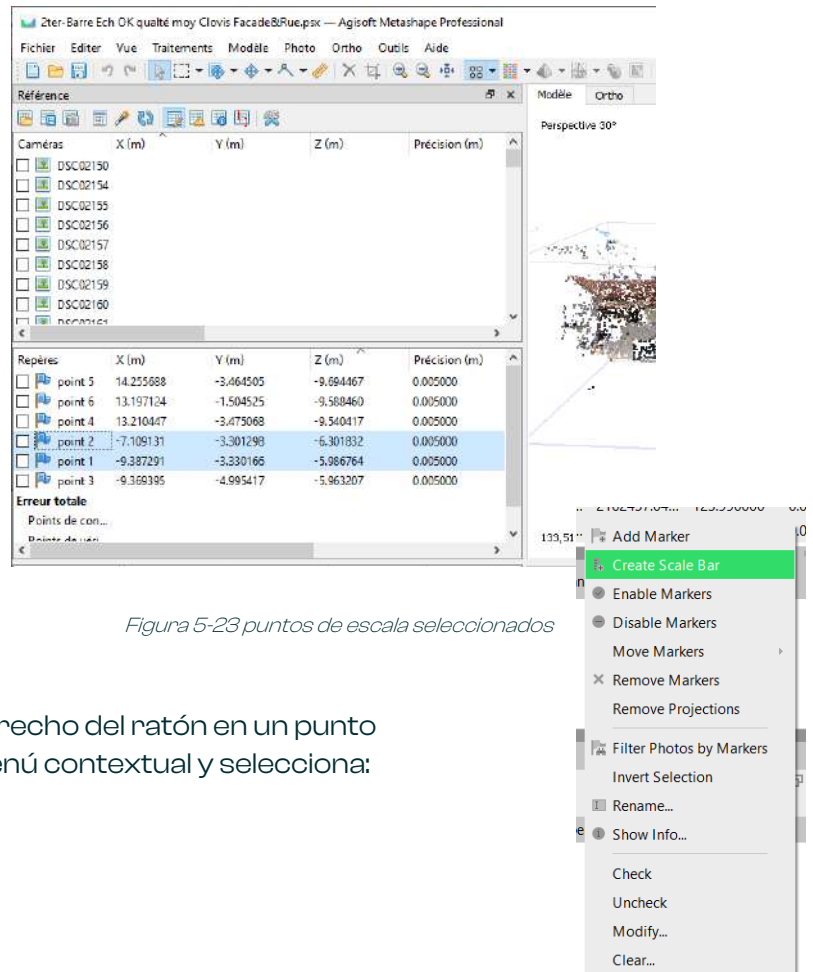 2ter-Barre Ech OK qualté moy Clovis Facade&Rue.psx — Agisoft Metashape Professional
Fichier Editer Vue Traitements Modèle Photo Ortho Outils Aide
Référence
Modèle Ortho
Perspective 30°
Caméras X (m) Y (m) Z (m) Précision (m)
DSC02150
DSC02154
DSC02155
DSC02156
DSC02157
DSC02158
DSC02159
DSC02160
DSC02161
Repères X (m) Y (m) Z (m) Précision (m)
point 5 14.255688 -3.464505 -9.694467 0.005000
point 6 13.197124 -1.504525 -9.588460 0.005000
point 4 13.210447 -3.475068 -9.540417 0.005000
point 2 -7.109131 -3.301298 -6.301832 0.005000
point 1 -9.387291 -3.330166 -5.986764 0.005000
point 3 -9.369395 -4.995417 -5.963207 0.005000
Erreur totale
Points de con...
Points de véri
133,51
Add Marker
Create Scale Bar
Enable Markers
Disable Markers
Move Markers
Remove Markers
Remove Projections
Filter Photos by Markers
Invert Selection
Rename...
Show Info...
Check
Uncheck
Modify...
Clear...
Figura 5-23 puntos de escala seleccionados
recho del ratón en un punto
enú contextual y selecciona: